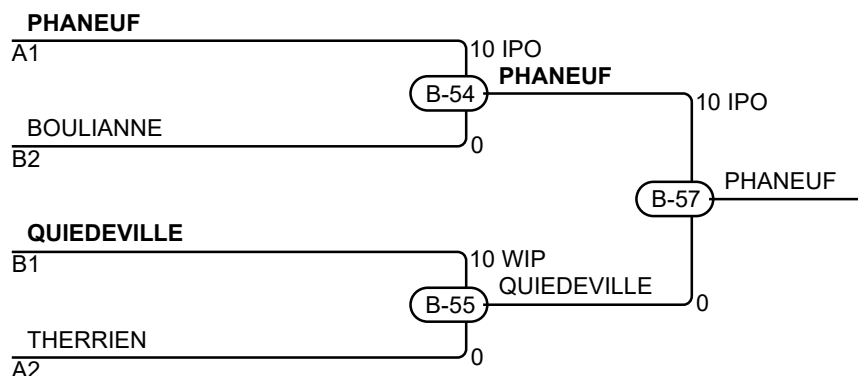 PHANEUF
A1
10 IPO
B-54
PHANEUF
BOULIANNE
B2
0
10 IPO
B-57
PHANEUF
QUIEDEVILLE
B1
10 WIP
B-55
QUIEDEVILLE
0
THERRIEN
A2
0